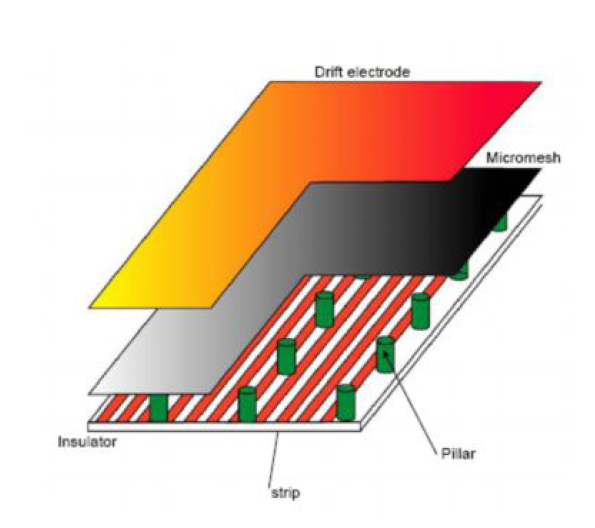 Drift electrode
Micromesh
Insulator
Pillar
strip